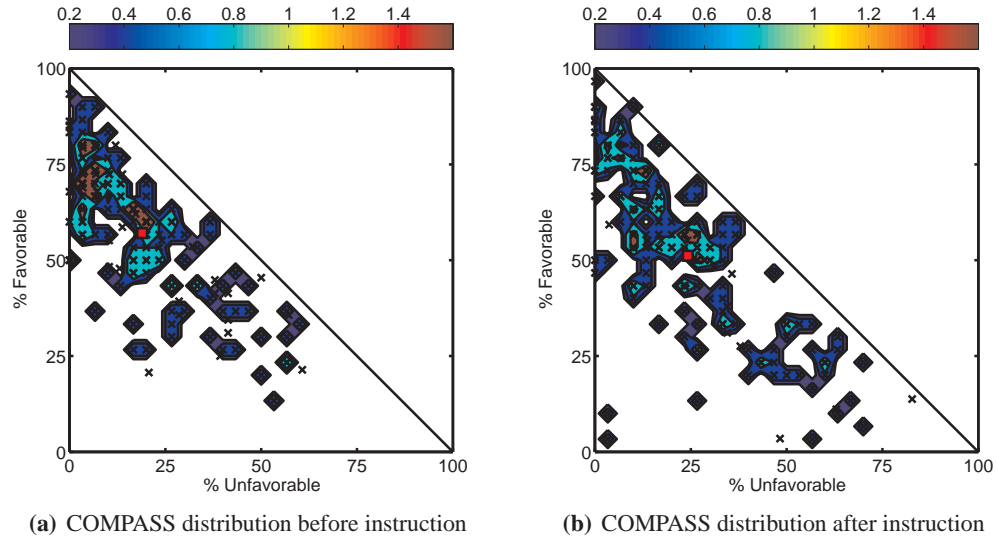 0.2 0.4 0.6 0.8 1 1.2 1.4
100
75
50
25
0
% Favorable
0 25 50 75 100
% Unfavorable
(a) COMPASS distribution before instruction
0.2 0.4 0.6 0.8 1 1.2 1.4
100
75
50
25
0
% Favorable
0 25 50 75 100
% Unfavorable
(b) COMPASS distribution after instruction